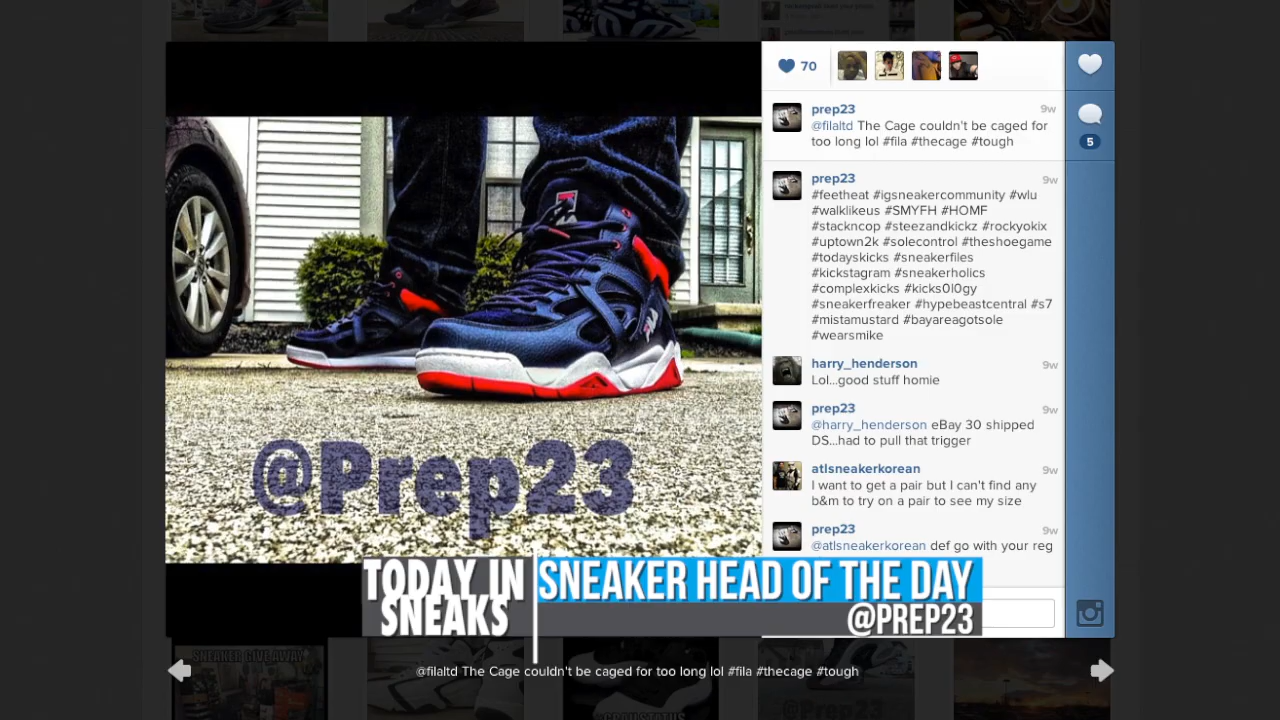 70
prep23 9w
@filaltd The Cage couldn't be caged for
too long lol #fila #thecage #tough
5
prep23 9w
#feetheat #igsneakercommunity #wlu
#walklikeus #SMYFH #HOMF
#stackncop #steezandkickz #rockyokix
#uptown2k #solecontrol #theshoegame
#todayskicks #sneakerfiles
#kickstagram #sneakerholics
#complexkicks #kicks0l0gy
#sneakerfreaker #hypebeastcentral #s7
#mistamustard #bayareagotsole
#wearsmike
harry_henderson 9w
Lol...good stuff homie
prep23 9w
@harry_henderson eBay 30 shipped
DS...had to pull that trigger
atlsneakerkorean 9w
I want to get a pair but I can't find any
b&m to try on a pair to see my size
prep23 9w
@atlsneakerkorean def go with your reg
FILA
@Prep23
TODAY IN
SNEAKS
SNEAKER HEAD OF THE DAY
@PREP23
@filaltd The Cage couldn't be caged for too long lol #fila #thecage #tough
SNEAKER GIVE AWAY